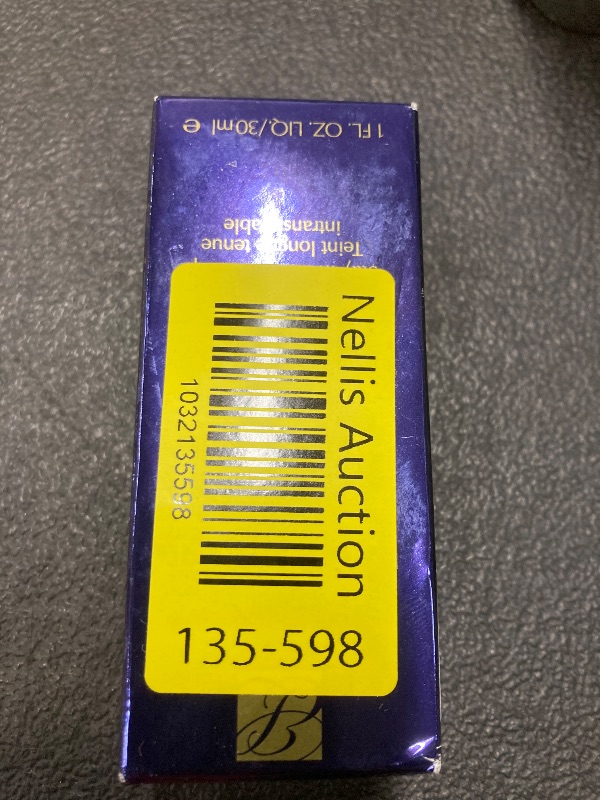 Nellis Auction
1032135598
135-598
Teint longue tenue
intransférable
1 FL. OZ. LIQ./30ml e